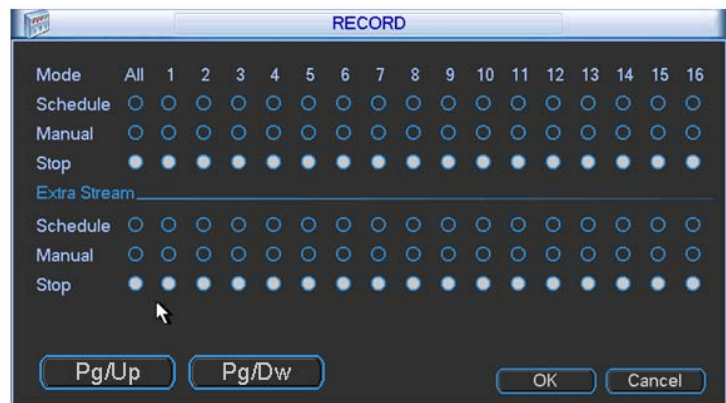 RECORD
Mode All 1 2 3 4 5 6 7 8 9 10 11 12 13 14 15 16
Schedule
Manual
Stop
Extra Stream
Schedule
Manual
Stop
Pg/Up Pg/Dw OK Cancel